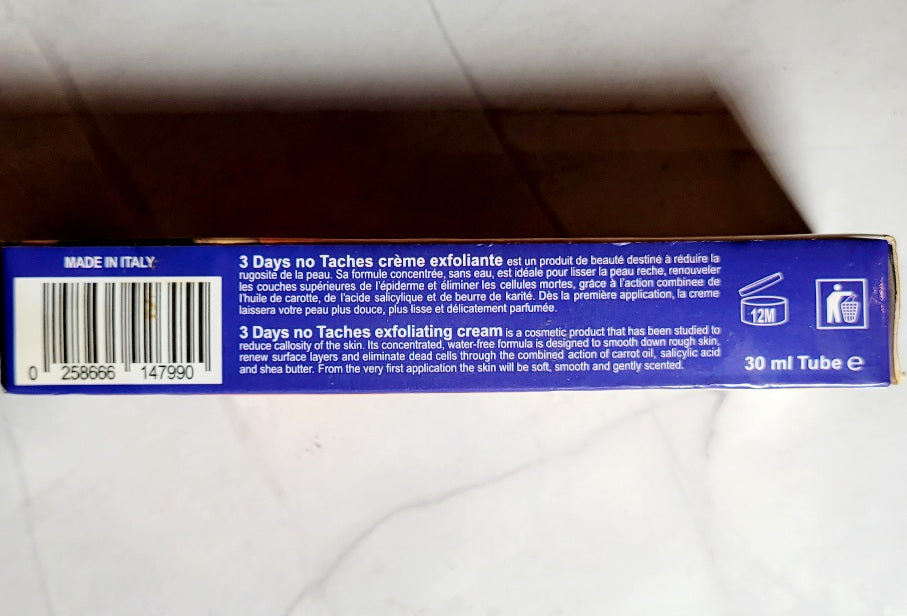 MADE IN ITALY
0 258666 147990
3 Days no Taches crème exfoliante est un produit de beauté destiné à réduire la
rugosité de la peau. Sa formule concentrée, sans eau, est idéale pour lisser la peau reche, renouveler
les couches supérieures de l'épiderme et éliminer les cellules mortes, grâce à l'action combinee de
l'huile de carotte, de l'acide salicylique et de beurre de karité. Dès la première application, la creme
laissera votre peau plus douce, plus lisse et délicatement parfumée.
3 Days no Taches exfoliating cream is a cosmetic product that has been studied to
reduce callosity of the skin. Its concentrated, water-free formula is designed to smooth down rough skin,
renew surface layers and eliminate dead cells through the combined action of carrot oil, salicylic acid
and shea butter. From the very first application the skin will be soft, smooth and gently scented.
12M
30 ml Tube ℮